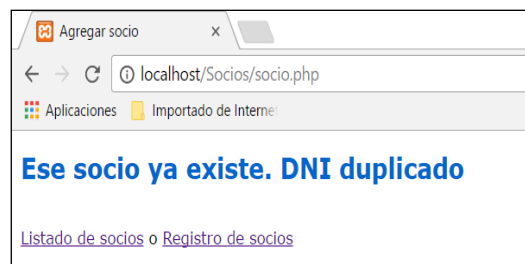 Agregar socio
localhost/Socios/socio.php
Aplicaciones Importado de Interne
Ese socio ya existe. DNI duplicado
Listado de socios o Registro de socios